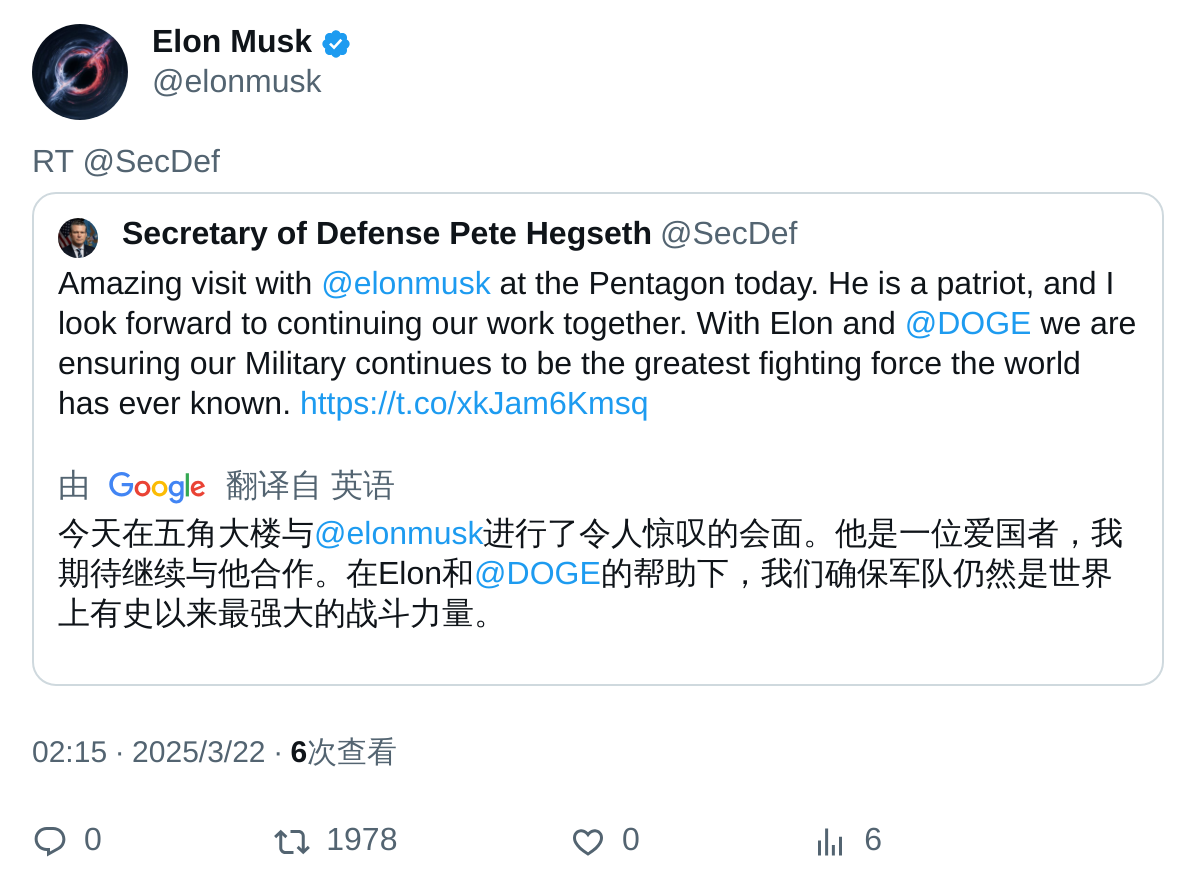 Elon Musk
@elonmusk
RT @SecDef
Secretary of Defense Pete Hegseth @SecDef
Amazing visit with @elonmusk at the Pentagon today. He is a patriot, and I
look forward to continuing our work together. With Elon and @DOGE we are
ensuring our Military continues to be the greatest fighting force the world
has ever known. https://t.co/xkJam6Kmsq
由 Google 翻译自 英语
今天在五角大楼与@elonmusk进行了令人惊叹的会面。他是一位爱国者，我
期待继续与他合作。在Elon和@DOGE的帮助下，我们确保军队仍然是世界
上有史以来最强大的战斗力量。
02:15 · 2025/3/22 · 6次查看
0 1978 0 6